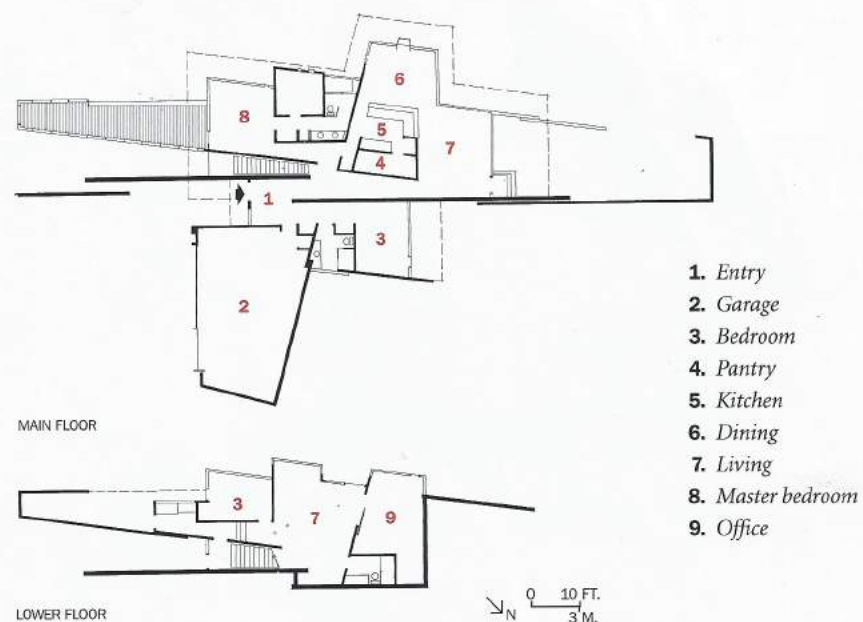 6
8
5
7
4
1
3
2
MAIN FLOOR
1. Entry
2. Garage
3. Bedroom
4. Pantry
5. Kitchen
6. Dining
7. Living
8. Master bedroom
9. Office
3
7
9
LOWER FLOOR
N
0 10 FT.
3 M.